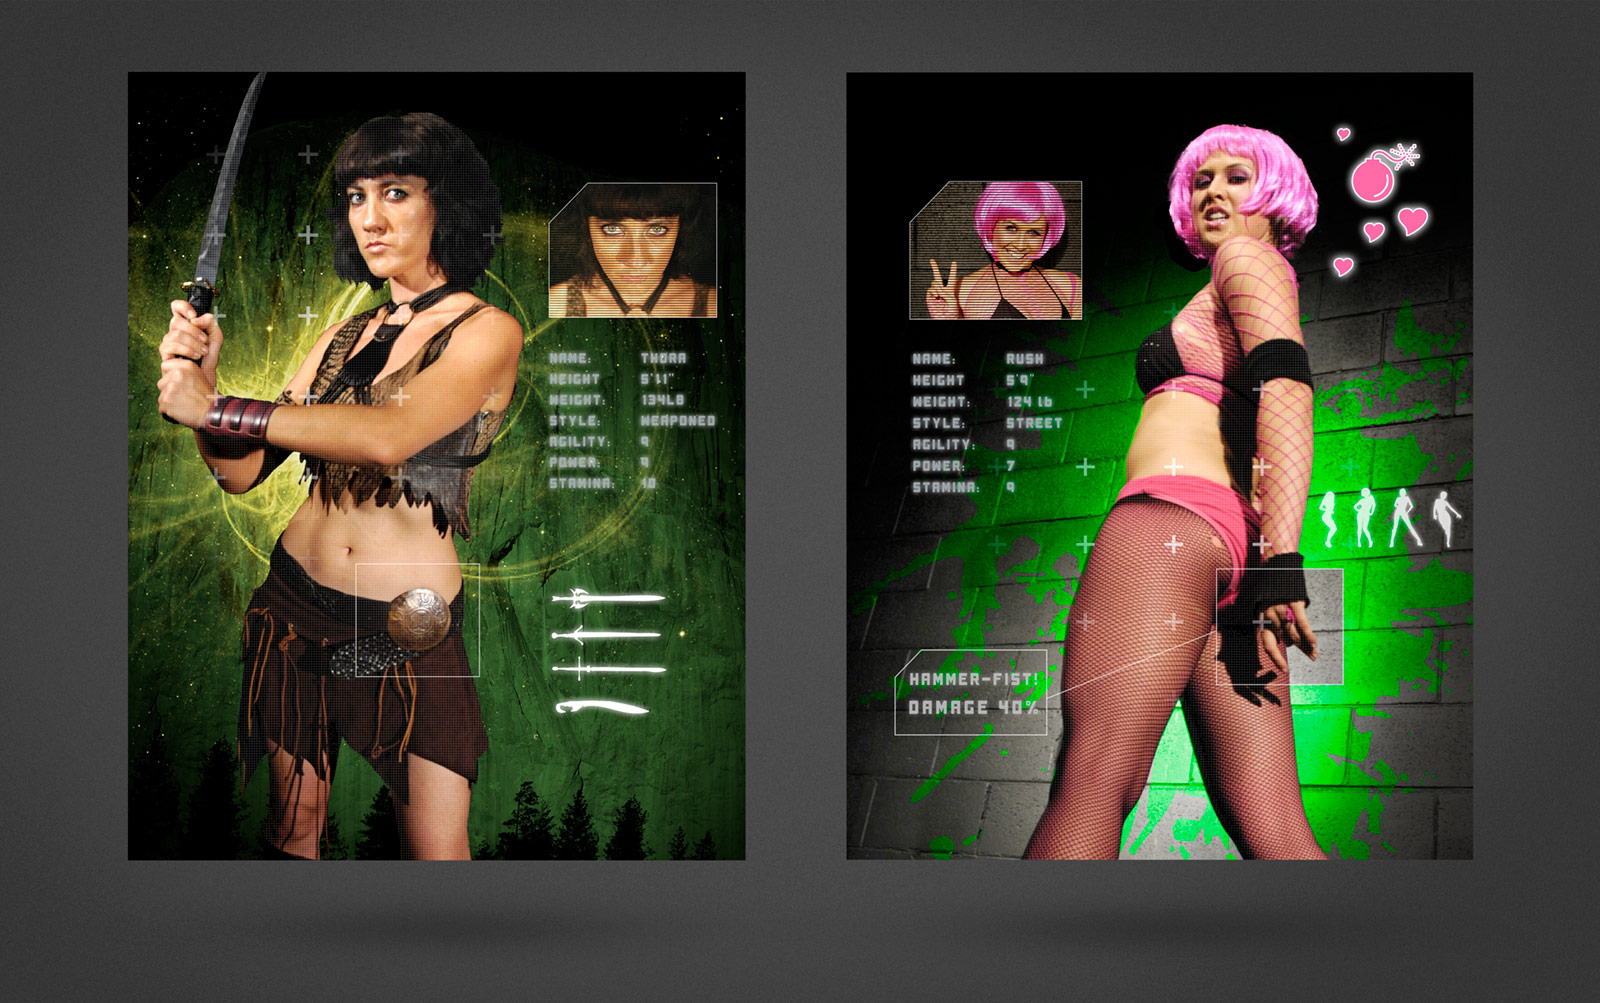 NAME: THORA
HEIGHT 5'11"
WEIGHT: 134LB
STYLE: WEAPONED
AGILITY: 9
POWER: 9
STAMINA: 10
NAME: RUSH
HEIGHT 5'9"
WEIGHT: 124 lb
STYLE: STREET
AGILITY: 9
POWER: 7
STAMINA: 9
HAMMER-FIST!
DAMAGE 40%